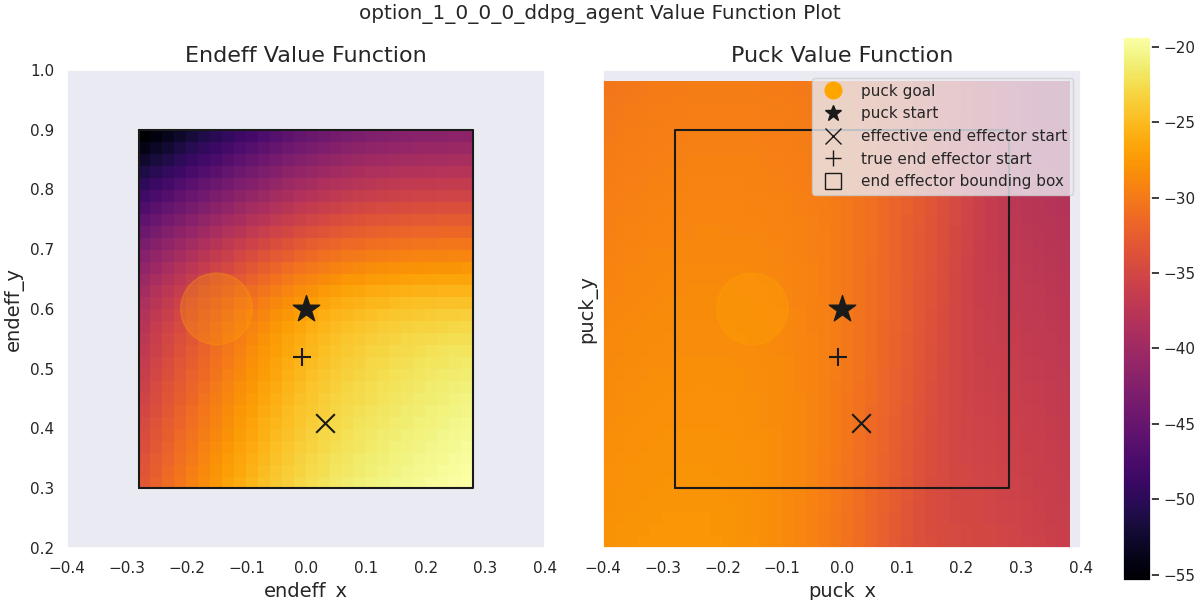 option_1_0_0_0_ddpg_agent Value Function Plot
Endeff Value Function
Puck Value Function
1.0
0.9
0.8
0.7
0.6
0.5
0.4
0.3
0.2
endeff_y
−0.4 −0.3 −0.2 −0.1 0.0 0.1 0.2 0.3 0.4
endeff_x
puck_y
puck goal
puck start
effective end effector start
true end effector start
end effector bounding box
−0.4 −0.3 −0.2 −0.1 0.0 0.1 0.2 0.3 0.4
puck_x
−20
−25
−30
−35
−40
−45
−50
−55